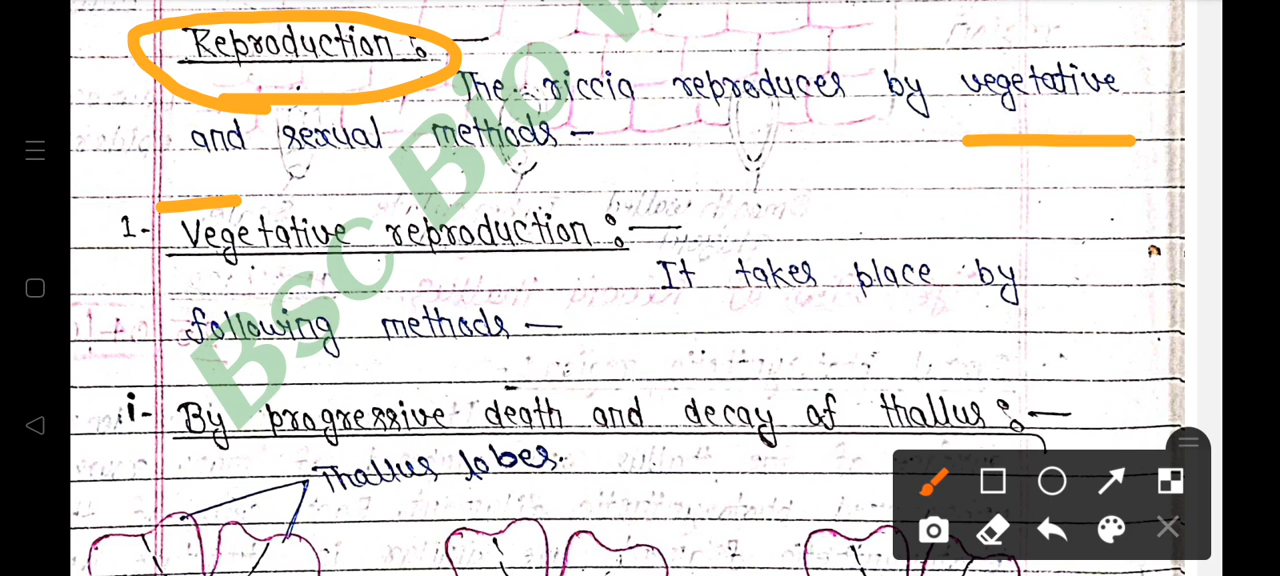 Reproduction :—
The riccia reproduces by vegetative
and sexual methods —
1- Vegetative reproduction :—
It takes place by
following methods —
i- By progressive death and decay of thallus :—
Thallus lobes.
BSc Bio